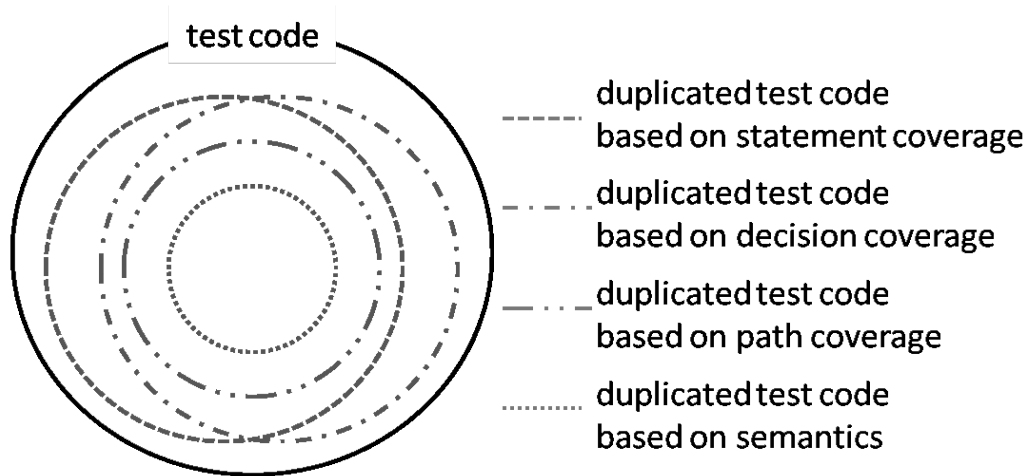 test code
duplicated test code
based on statement coverage
duplicated test code
based on decision coverage
duplicated test code
based on path coverage
duplicated test code
based on semantics